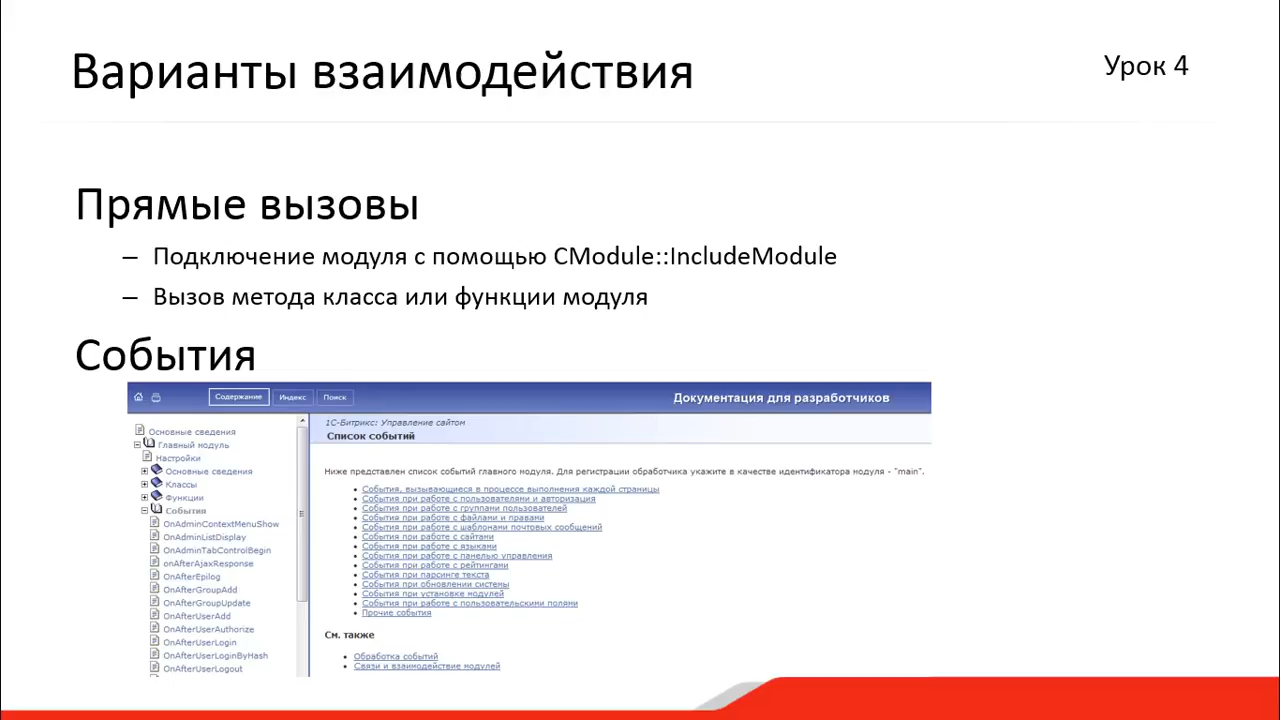 Варианты взаимодействия
Урок 4
Прямые вызовы
– Подключение модуля с помощью CModule::IncludeModule
– Вызов метода класса или функции модуля
События
Содержание Индекс Поиск
Документация для разработчиков
Основные сведения
Главный модуль
Настройки
Основные сведения
Классы
Функции
События
OnAdminContextMenuShow
OnAdminListDisplay
OnAdminTabControlBegin
onAfterAjaxResponse
OnAfterEpilog
OnAfterGroupAdd
OnAfterGroupUpdate
OnAfterUserAdd
OnAfterUserAuthorize
OnAfterUserLogin
OnAfterUserLoginByHash
OnAfterUserLogout
1С-Битрикс: Управление сайтом
Список событий
Ниже представлен список событий главного модуля. Для регистрации обработчика укажите в качестве идентификатора модуля - "main".
• События, вызывающиеся в процессе выполнения каждой страницы
• События при работе с пользователями и авторизация
• События при работе с группами пользователей
• События при работе с файлами и правами
• События при работе с шаблонами почтовых сообщений
• События при работе с сайтами
• События при работе с языками
• События при работе с панелью управления
• События при работе с рейтингами
• События при парсинге текста
• События при обновлении системы
• События при установке модулей
• События при работе с пользовательскими полями
• Прочие события
См. также
• Обработка событий
• Связи и взаимодействие модулей